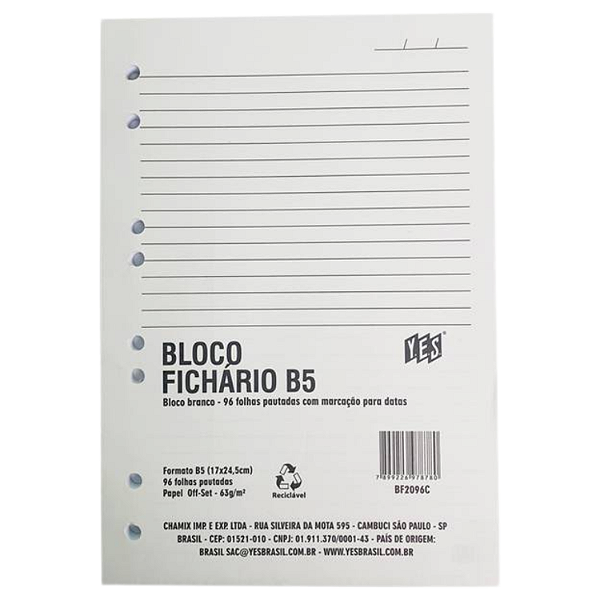 / /
BLOCO
FICHÁRIO B5
YES®
Bloco branco - 96 folhas pautadas com marcação para datas
Formato B5 (17x24,5cm)
96 folhas pautadas
Papel Off-Set - 63g/m²
Reciclável
7899226978780
BF2096C
CHAMIX IMP. E EXP. LTDA - RUA SILVEIRA DA MOTA 595 - CAMBUCI SÃO PAULO - SP
BRASIL - CEP: 01521-010 - CNPJ: 01.911.370/0001-43 - PAÍS DE ORIGEM:
BRASIL SAC@YESBRASIL.COM.BR - WWW.YESBRASIL.COM.BR